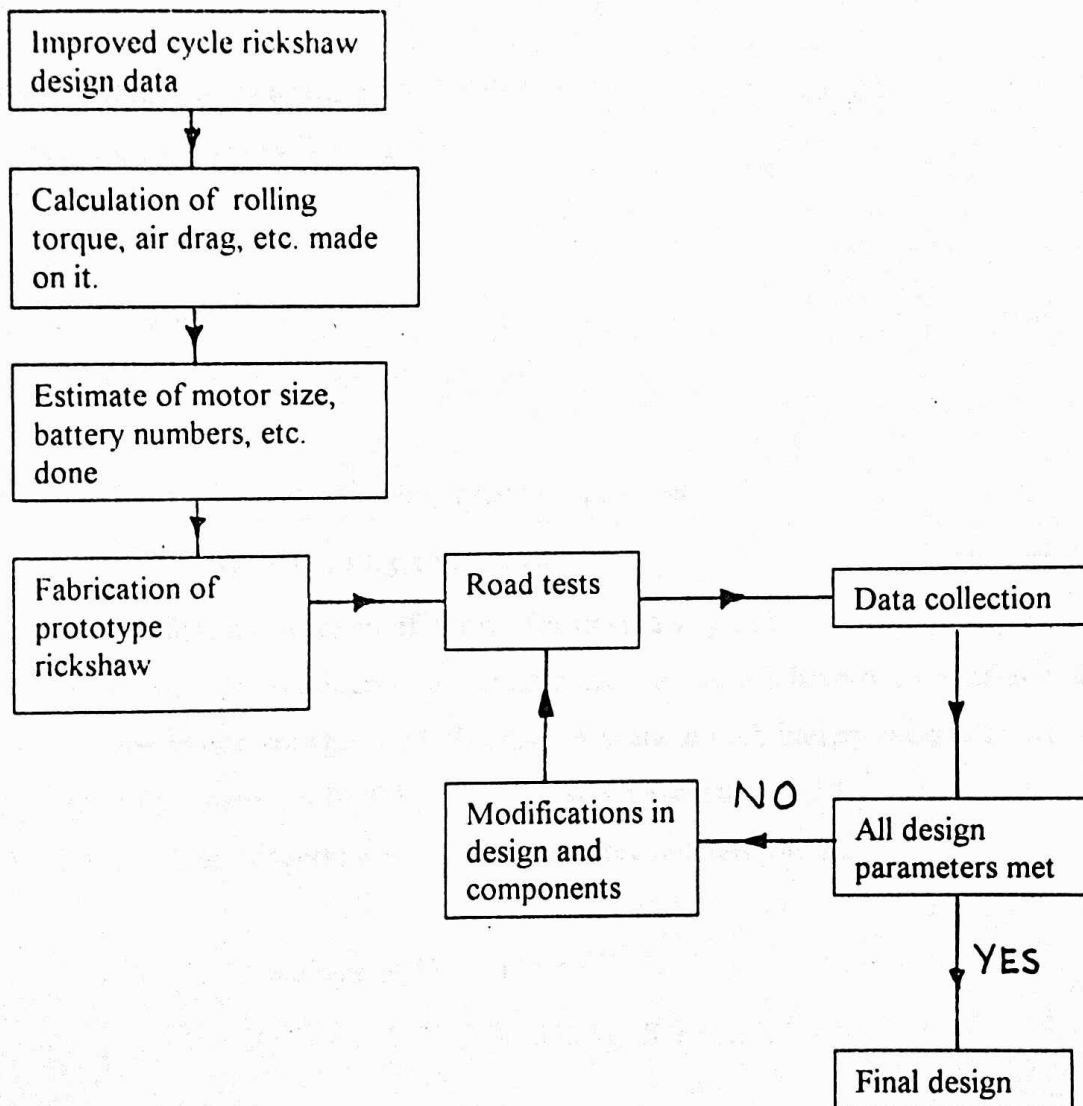 Improved cycle rickshaw
design data
Calculation of rolling
torque, air drag, etc. made
on it.
Estimate of motor size,
battery numbers, etc.
done
Fabrication of
prototype
rickshaw
Road tests
Data collection
Modifications in
design and
components
NO
All design
parameters met
YES
Final design